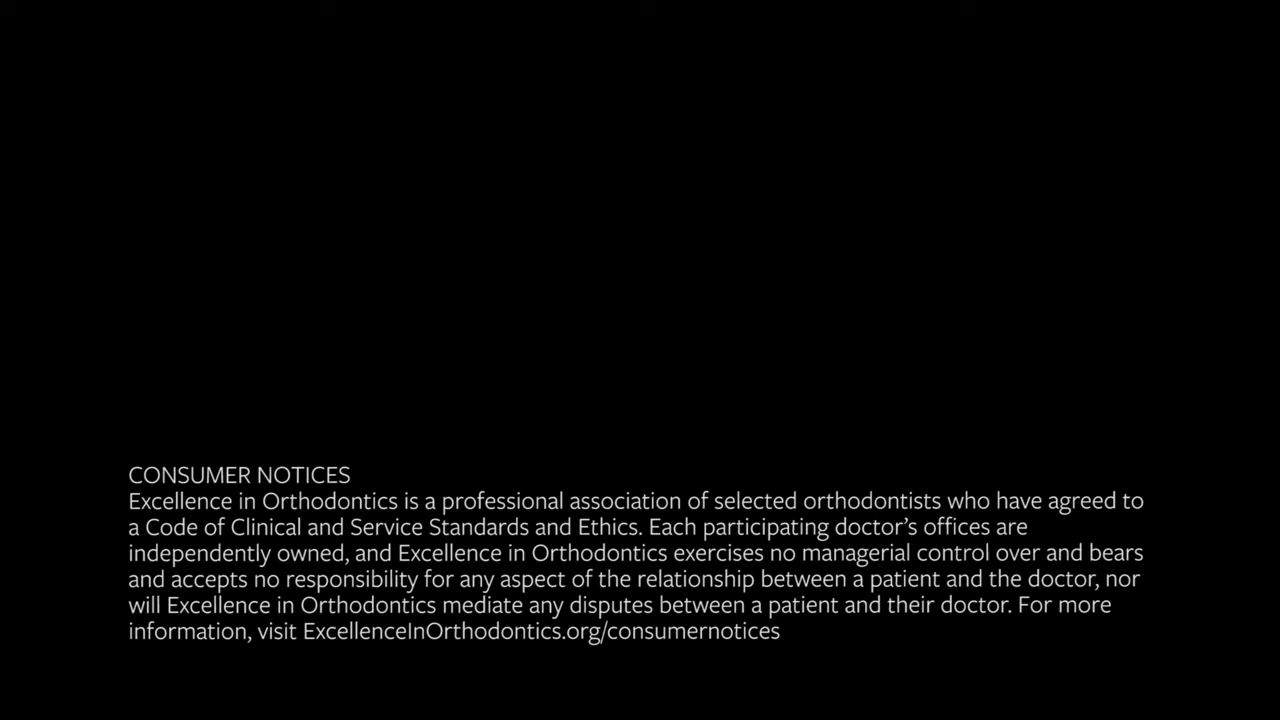 CONSUMER NOTICES
Excellence in Orthodontics is a professional association of selected orthodontists who have agreed to
a Code of Clinical and Service Standards and Ethics. Each participating doctor’s offices are
independently owned, and Excellence in Orthodontics exercises no managerial control over and bears
and accepts no responsibility for any aspect of the relationship between a patient and the doctor, nor
will Excellence in Orthodontics mediate any disputes between a patient and their doctor. For more
information, visit ExcellenceInOrthodontics.org/consumernotices